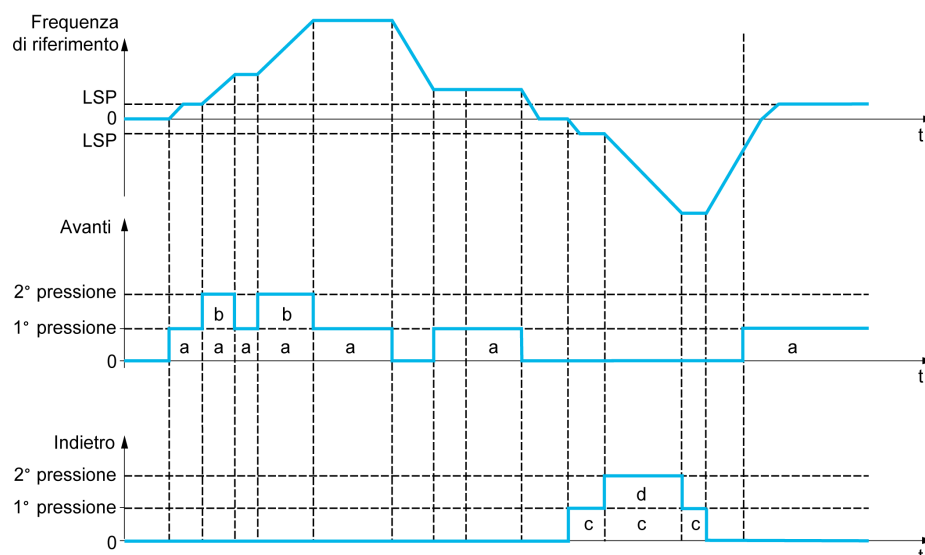 Frequenza
di riferimento
LSP
0
LSP
t
Avanti
2° pressione
b b
1° pressione
a a a a a a a
0
t
Indietro
2° pressione
d
1° pressione
c c c
0
t